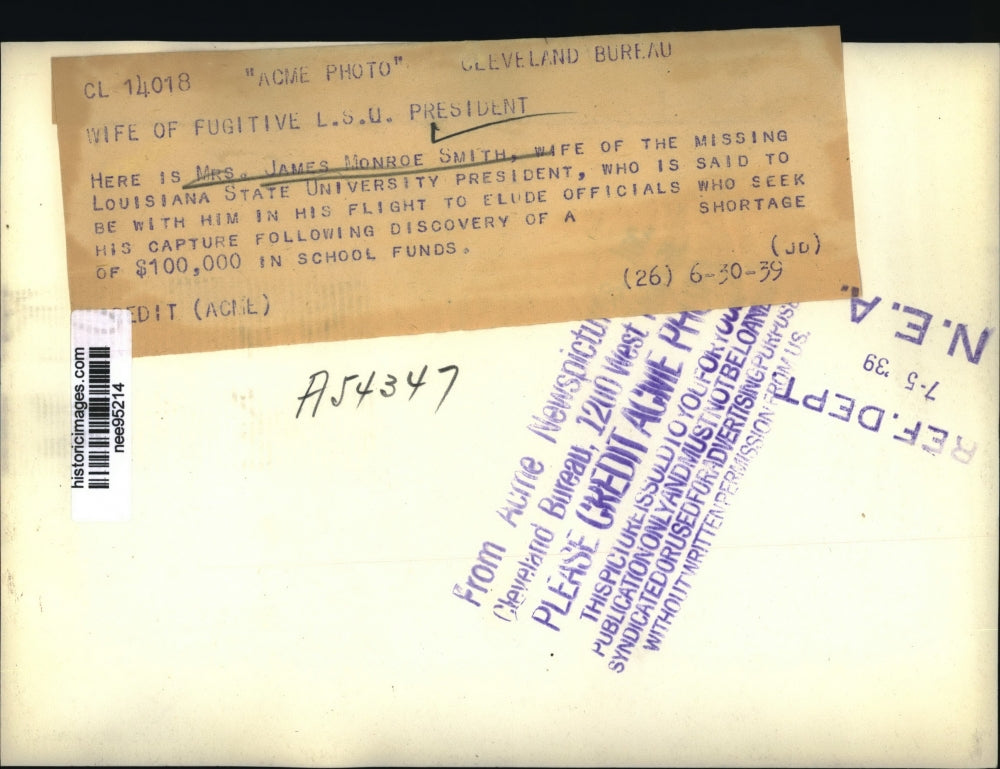 CL 14018 "ACME PHOTO" CLEVELAND BUREAU
WIFE OF FUGITIVE L.S.U. PRESIDENT
HERE IS MRS. JAMES MONROE SMITH, WIFE OF THE MISSING
LOUISIANA STATE UNIVERSITY PRESIDENT, WHO IS SAID TO
BE WITH HIM IN HIS FLIGHT TO ELUDE OFFICIALS WHO SEEK
HIS CAPTURE FOLLOWING DISCOVERY OF A SHORTAGE
OF $100,000 IN SCHOOL FUNDS.
(JD)
EDIT (ACME) (26) 6-30-39
historicimages.com
nee95214
A54347
From Acme Newspictu
Cleveland Bureau, 1200 West
PLEASE CREDIT ACME PH
THIS PICTURE IS SOLD TO YOU FOR YOU
PUBLICATION ONLY AND MUST NOT BE LOANE
SYNDICATED OR USED FOR ADVERTISING PURPOSE
WITHOUT WRITTEN PERMISSION FROM US.
REF. DEPT
7-5 '39
N.E.A.